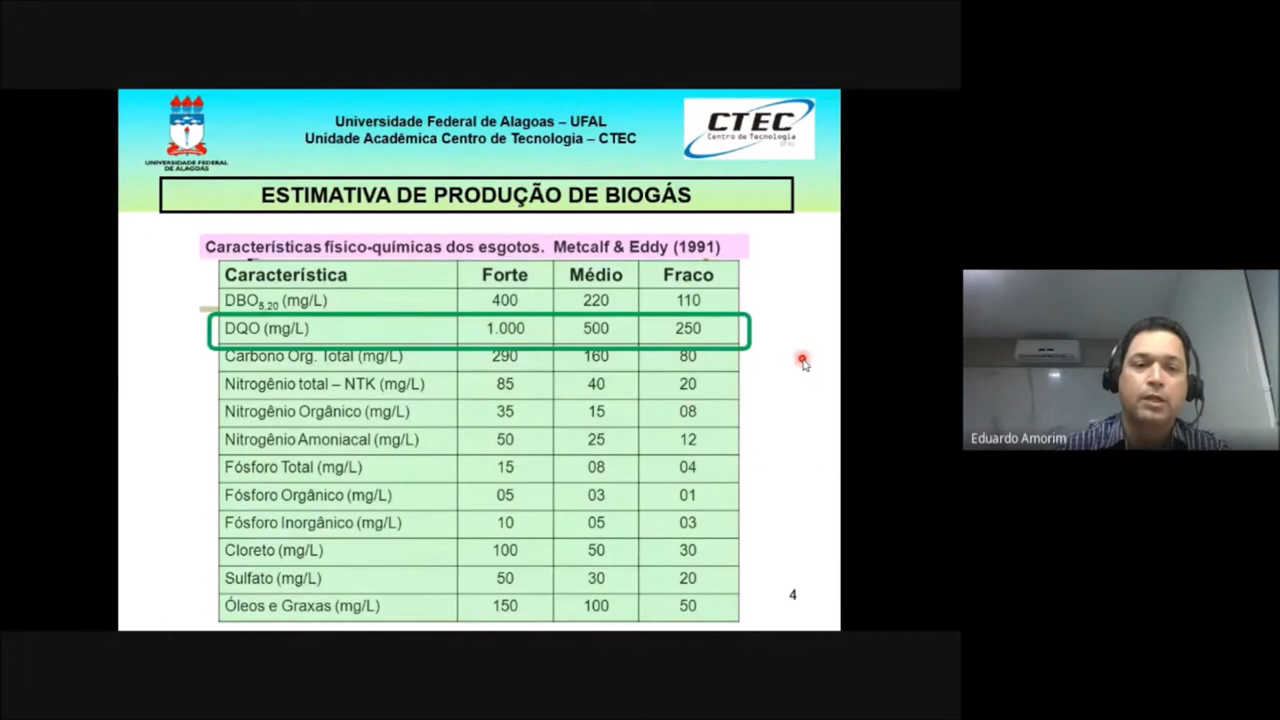 Universidade Federal de Alagoas – UFAL
Unidade Acadêmica Centro de Tecnologia – CTEC
UNIVERSIDADE FEDERAL
DE ALAGOAS
CTEC
Centro de Tecnologia
UFAL
ESTIMATIVA DE PRODUÇÃO DE BIOGÁS
Características físico-químicas dos esgotos. Metcalf & Eddy (1991)
Característica Forte Médio Fraco
DBO5,20 (mg/L) 400 220 110
DQO (mg/L) 1.000 500 250
Carbono Org. Total (mg/L) 290 160 80
Nitrogênio total – NTK (mg/L) 85 40 20
Nitrogênio Orgânico (mg/L) 35 15 08
Nitrogênio Amoniacal (mg/L) 50 25 12
Fósforo Total (mg/L) 15 08 04
Fósforo Orgânico (mg/L) 05 03 01
Fósforo Inorgânico (mg/L) 10 05 03
Cloreto (mg/L) 100 50 30
Sulfato (mg/L) 50 30 20
Óleos e Graxas (mg/L) 150 100 50
4
Eduardo Amorim